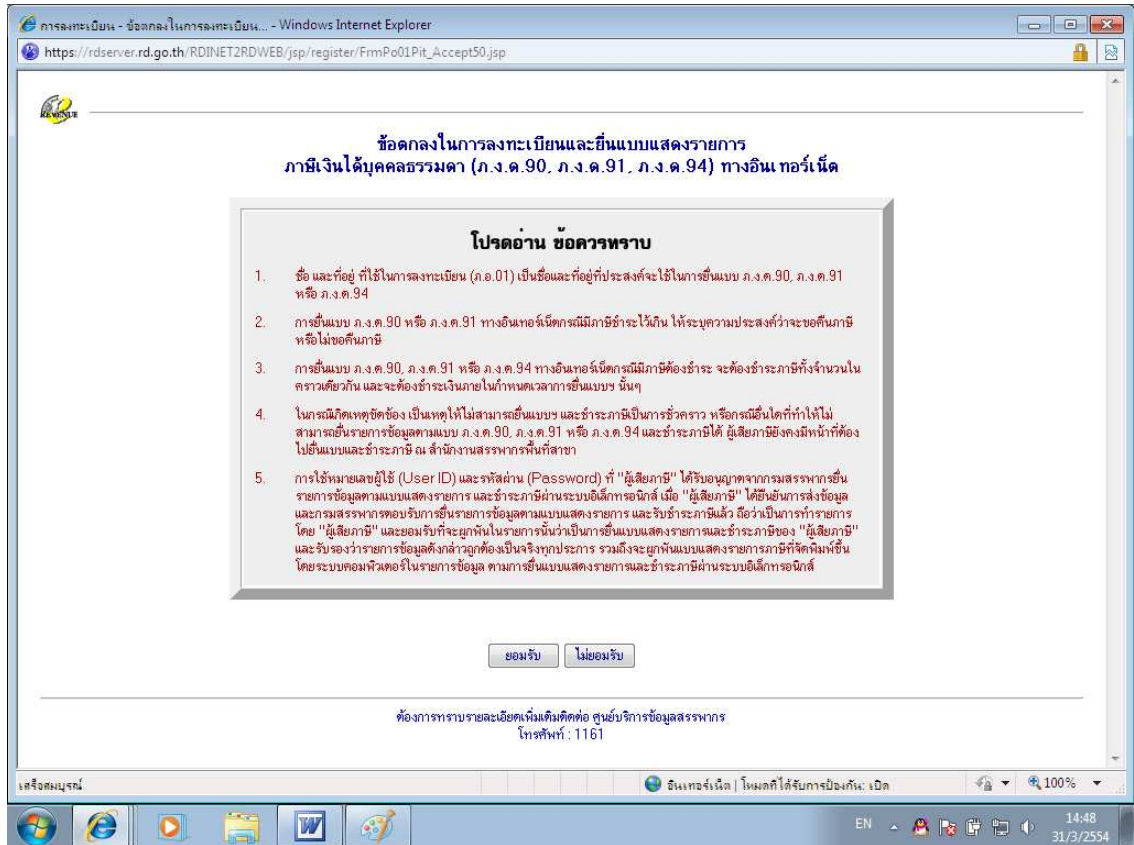 การลงทะเบียน - ข้อตกลงในการลงทะเบียน... - Windows Internet Explorer
https://rdserver.rd.go.th/RDINET2RDWEB/jsp/register/FrmPo01Pit_Accept50.jsp
REVENUE
ข้อตกลงในการลงทะเบียนและยื่นแบบแสดงรายการ
ภาษีเงินได้บุคคลธรรมดา (ภ.ง.ด.90, ภ.ง.ด.91, ภ.ง.ด.94) ทางอินเทอร์เน็ต
โปรดอ่าน ข้อควรทราบ
1. ชื่อ และที่อยู่ ที่ใช้ในการลงทะเบียน (ภ.อ.01) เป็นชื่อและที่อยู่ที่ประสงค์จะใช้ในการยื่นแบบ ภ.ง.ด.90, ภ.ง.ด.91
หรือ ภ.ง.ด.94
2. การยื่นแบบ ภ.ง.ด.90 หรือ ภ.ง.ด.91 ทางอินเทอร์เน็ตกรณีมีภาษีชำระไว้เกิน ให้ระบุความประสงค์ว่าจะขอคืนภาษี
หรือไม่ขอคืนภาษี
3. การยื่นแบบ ภ.ง.ด.90, ภ.ง.ด.91 หรือ ภ.ง.ด.94 ทางอินเทอร์เน็ตกรณีมีภาษีต้องชำระ จะต้องชำระภาษีทั้งจำนวนใน
คราวเดียวกัน และจะต้องชำระเงินภายในกำหนดเวลาการยื่นแบบฯ นั้นๆ
4. ในกรณีเกิดเหตุขัดข้อง เป็นเหตุให้ไม่สามารถยื่นแบบฯ และชำระภาษีเป็นการชั่วคราว หรือกรณีอื่นใดที่ทำให้ไม่
สามารถยื่นรายการข้อมูลตามแบบ ภ.ง.ด.90, ภ.ง.ด.91 หรือ ภ.ง.ด.94 และชำระภาษีได้ ผู้เสียภาษียังคงมีหน้าที่ต้อง
ไปยื่นแบบและชำระภาษี ณ สำนักงานสรรพากรพื้นที่สาขา
5. การใช้หมายเลขผู้ใช้ (User ID) และรหัสผ่าน (Password) ที่ "ผู้เสียภาษี" ได้รับอนุญาตจากกรมสรรพากรยื่น
รายการข้อมูลตามแบบแสดงรายการ และชำระภาษีผ่านระบบอิเล็กทรอนิกส์ เมื่อ "ผู้เสียภาษี" ได้ยืนยันการส่งข้อมูล
และกรมสรรพากรตอบรับการยื่นรายการข้อมูลตามแบบแสดงรายการ และรับชำระภาษีแล้ว ถือว่าเป็นการทำรายการ
โดย "ผู้เสียภาษี" และยอมรับที่จะผูกพันในรายการนั้นว่าเป็นการยื่นแบบแสดงรายการและชำระภาษีของ "ผู้เสียภาษี"
และรับรองว่ารายการข้อมูลดังกล่าวถูกต้องเป็นจริงทุกประการ รวมถึงจะผูกพันแบบแสดงรายการภาษีที่จัดพิมพ์ขึ้น
โดยระบบคอมพิวเตอร์ในรายการข้อมูล ตามการยื่นแบบแสดงรายการและชำระภาษีผ่านระบบอิเล็กทรอนิกส์
ยอมรับ ไม่ยอมรับ
ต้องการทราบรายละเอียดเพิ่มเติมติดต่อ ศูนย์บริการข้อมูลสรรพากร
โทรศัพท์ : 1161
เสร็จสมบูรณ์ อินเทอร์เน็ต | โหมดที่ได้รับการป้องกัน: เปิด 100%
EN 14:48
31/3/2554